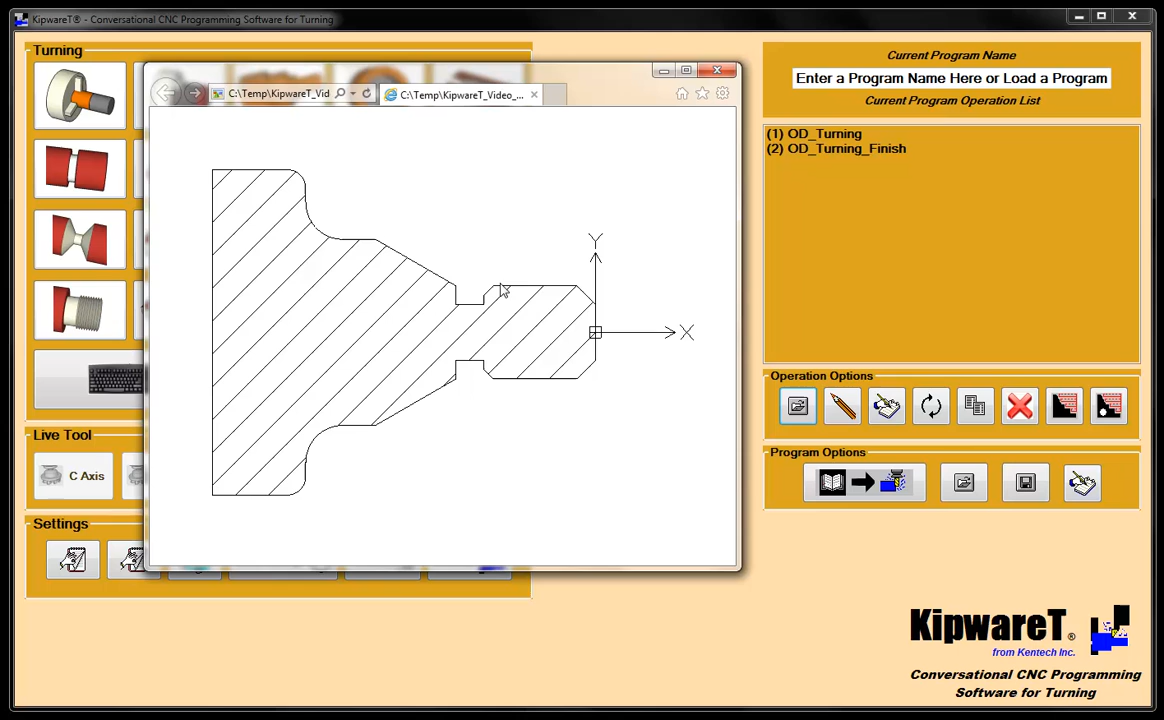 KipwareT® - Conversational CNC Programming Software for Turning
Turning
C:\Temp\KipwareT_Vid
C:\Temp\KipwareT_Video_...
Y
X
Live Tool
C Axis
Settings
Current Program Name
Enter a Program Name Here or Load a Program
Current Program Operation List
(1) OD_Turning
(2) OD_Turning_Finish
Operation Options
Program Options
KipwareT®
from Kentech Inc.
Conversational CNC Programming
Software for Turning